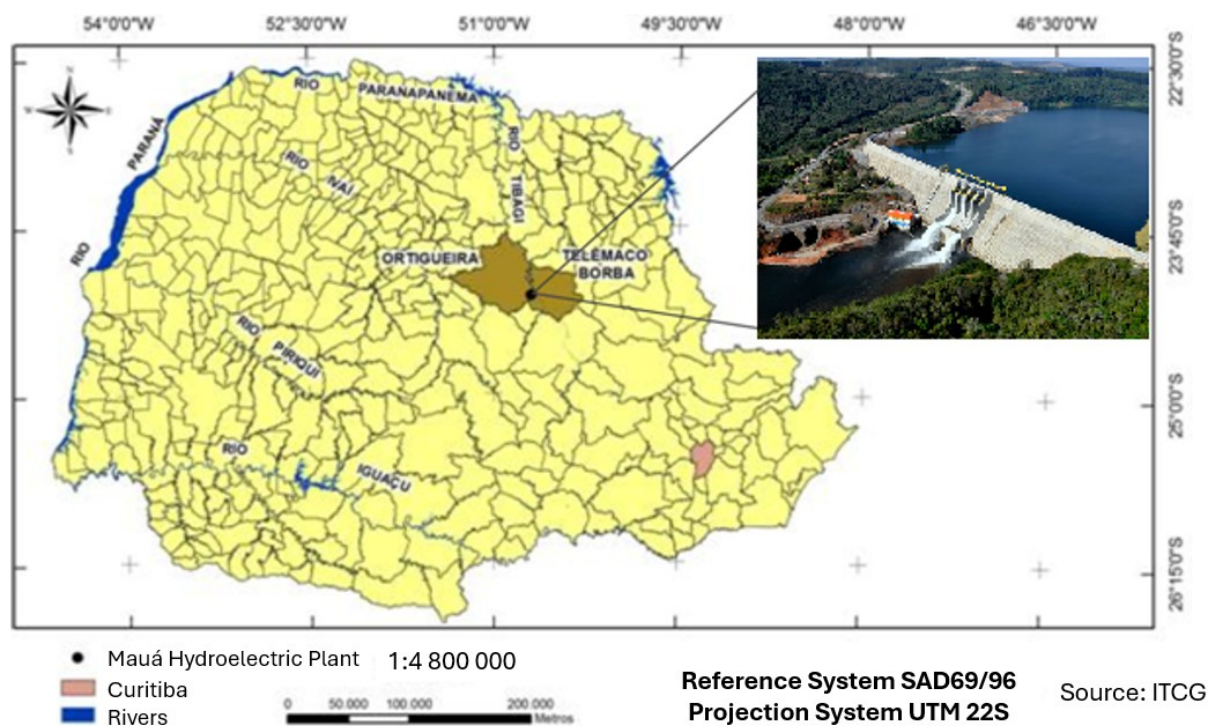 54°0'0"W 52°30'0"W 51°0'0"W 49°30'0"W 48°0'0"W 46°30'0"W
22°30'0"S
23°45'0"S
25°0'0"S
26°15'0"S
RIO PARANAPANEMA
RIO PARANÁ
RIO IVAI
RIO TIBAGI
ORTIGUEIRA
TELEMACO
BORBA
RIO PIRIQUI
RIO IGUAÇU
Mauá Hydroelectric Plant 1:4 800 000
Curitiba
Rivers
0 50.000 100.000 200.000
Metros
Reference System SAD69/96
Projection System UTM 22S
Source: ITCG